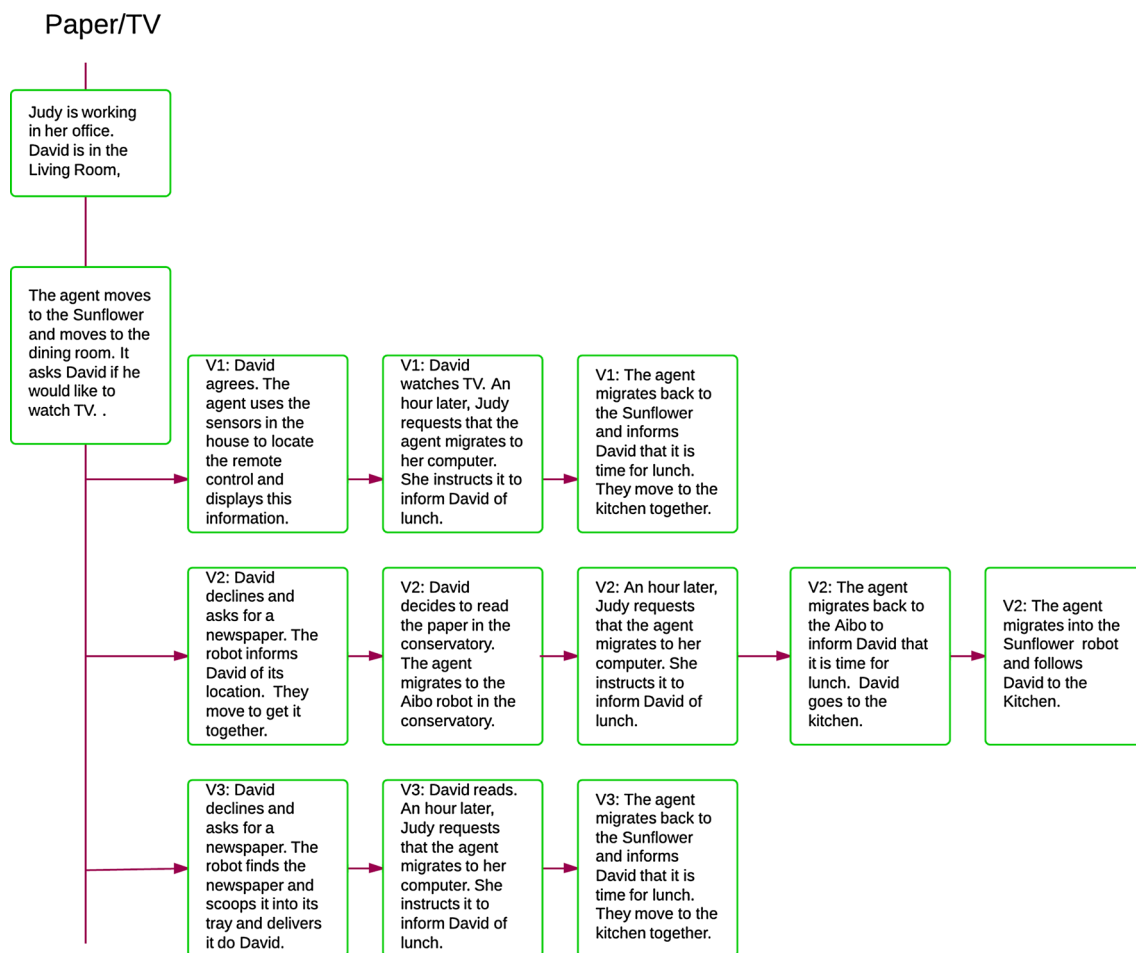 Paper/TV
Judy is working
in her office.
David is in the
Living Room,
The agent moves
to the Sunflower
and moves to the
dining room. It
asks David if he
would like to
watch TV. .
V1: David
agrees. The
agent uses the
sensors in the
house to locate
the remote
control and
displays this
information.
V1: David
watches TV. An
hour later, Judy
requests that the
agent migrates to
her computer.
She instructs it to
inform David of
lunch.
V1: The agent
migrates back to
the Sunflower
and informs
David that it is
time for lunch.
They move to the
kitchen together.
V2: David
declines and
asks for a
newspaper. The
robot informs
David of its
location.  They
move to get it
together.
V2: David
decides to read
the paper in the
conservatory.
The agent
migrates to the
Aibo robot in the
conservatory.
V2: An hour later,
Judy requests
that the agent
migrates to her
computer. She
instructs it to
inform David of
lunch.
V2: The agent
migrates back to
the Aibo to
inform David that
it is time for
lunch.  David
goes to the
kitchen.
V2: The agent
migrates into the
Sunflower  robot
and follows
David to the
Kitchen.
V3: David
declines and
asks for a
newspaper. The
robot finds the
newspaper and
scoops it into its
tray and delivers
it do David.
V3: David reads.
An hour later,
Judy requests
that the agent
migrates to her
computer. She
instructs it to
inform David of
lunch.
V3: The agent
migrates back to
the Sunflower
and informs
David that it is
time for lunch.
They move to the
kitchen together.